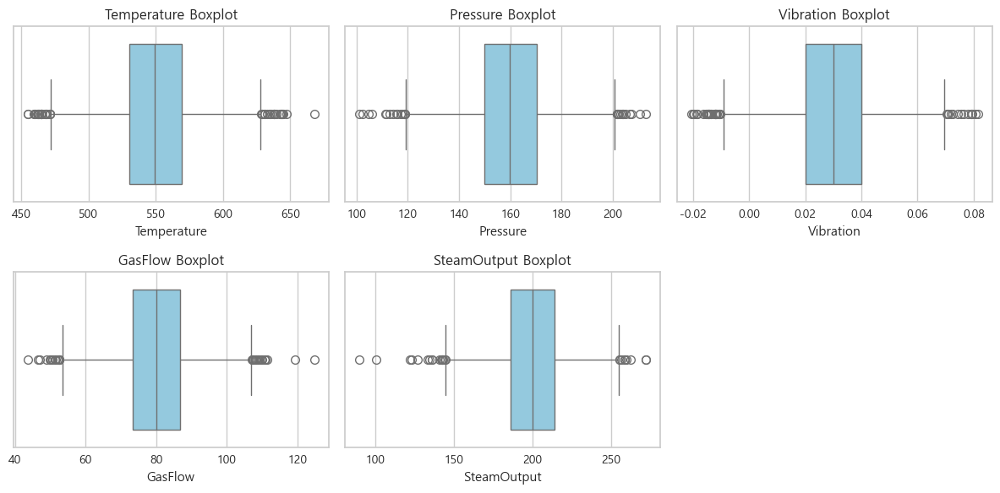 Temperature Boxplot
450 500 550 600 650
Temperature
Pressure Boxplot
100 120 140 160 180 200
Pressure
Vibration Boxplot
-0.02 0.00 0.02 0.04 0.06 0.08
Vibration
GasFlow Boxplot
40 60 80 100 120
GasFlow
SteamOutput Boxplot
100 150 200 250
SteamOutput